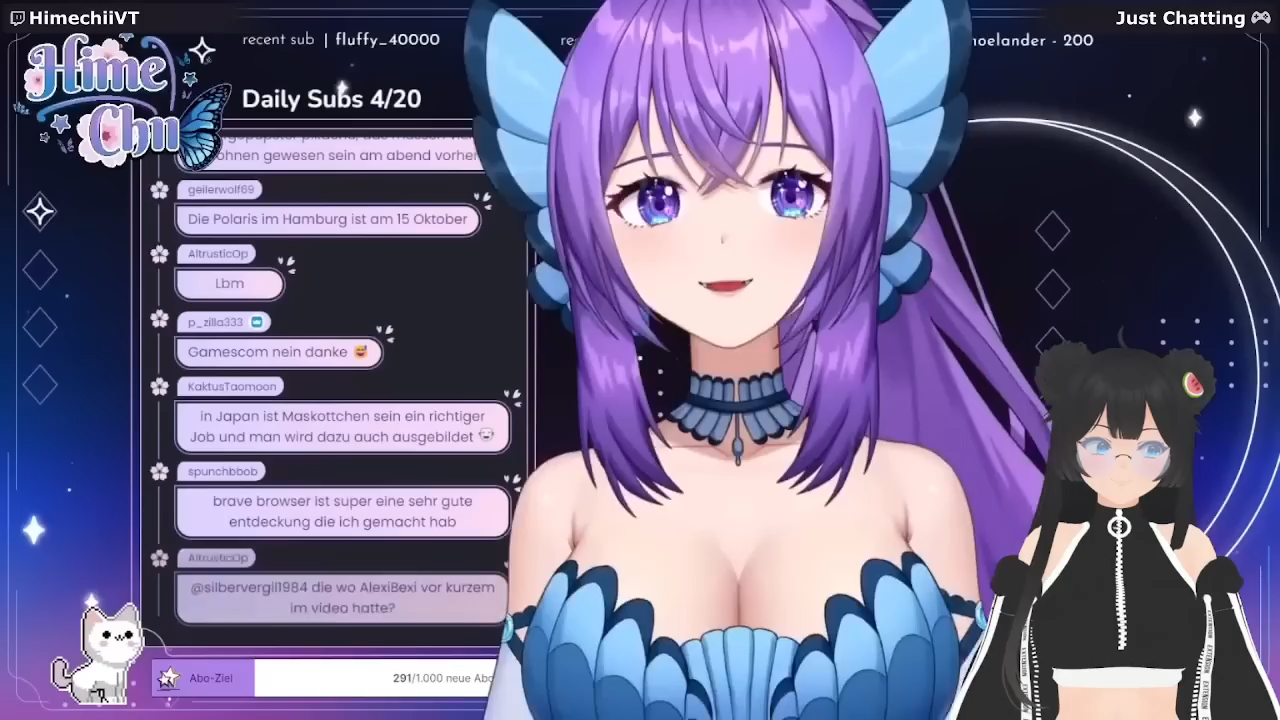 HimechiiVT
Just Chatting
Hime
Chu
recent sub | fluffy_40000
noelander - 200
Daily Subs 4/20
ohnen gewesen sein am abend vorher
geilerwolf69
Die Polaris im Hamburg ist am 15 Oktober
AltrusticOp
Lbm
p_zilla333
Gamescom nein danke
KaktusTaomoon
in Japan ist Maskottchen sein ein richtiger
Job und man wird dazu auch ausgebildet
spunchbbob
brave browser ist super eine sehr gute
entdeckung die ich gemacht hab
AltrusticOp
@silbervergil1984 die wo AlexiBexi vor kurzem
im video hatte?
Abo-Ziel
291/1.000 neue Abo
EXTENSION